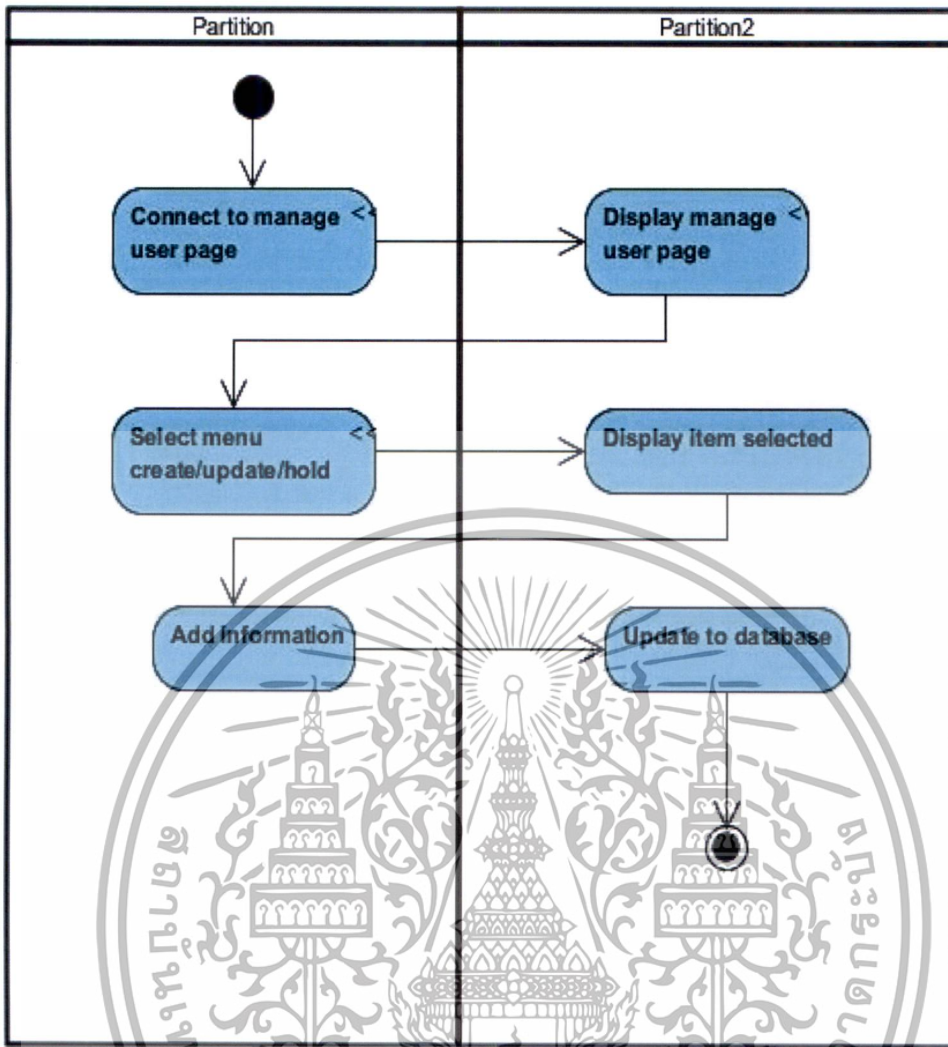 Partition
Partition2
Connect to manage <<
user page
Display manage <
user page
Select menu <<
create/update/hold
Display item selected
Add information
Update to database